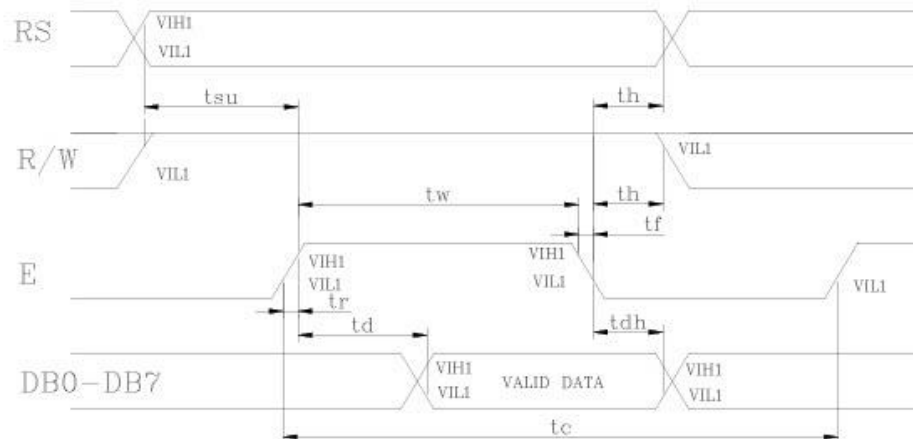 RS
VIH1
VIL1
tsu
th
R/W
VIL1
VIL1
tw
th
tf
E
VIH1
VIL1
VIH1
VIL1
VIL1
tr
td
tdh
DB0-DB7
VIH1
VIL1
VALID DATA
VIH1
VIL1
tc